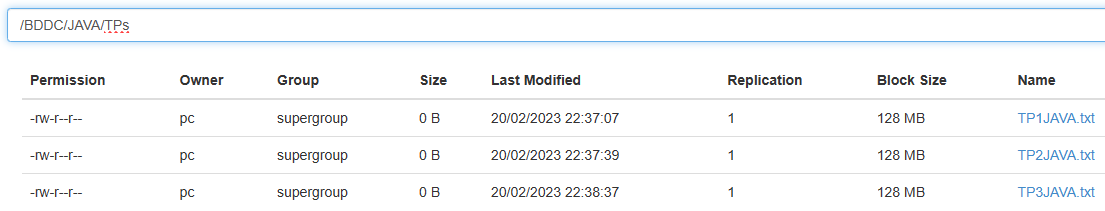 /BDDC/JAVA/TPs
Permission Owner Group Size Last Modified Replication Block Size Name
-rw-r--r-- pc supergroup 0 B 20/02/2023 22:37:07 1 128 MB TP1JAVA.txt
-rw-r--r-- pc supergroup 0 B 20/02/2023 22:37:39 1 128 MB TP2JAVA.txt
-rw-r--r-- pc supergroup 0 B 20/02/2023 22:38:37 1 128 MB TP3JAVA.txt